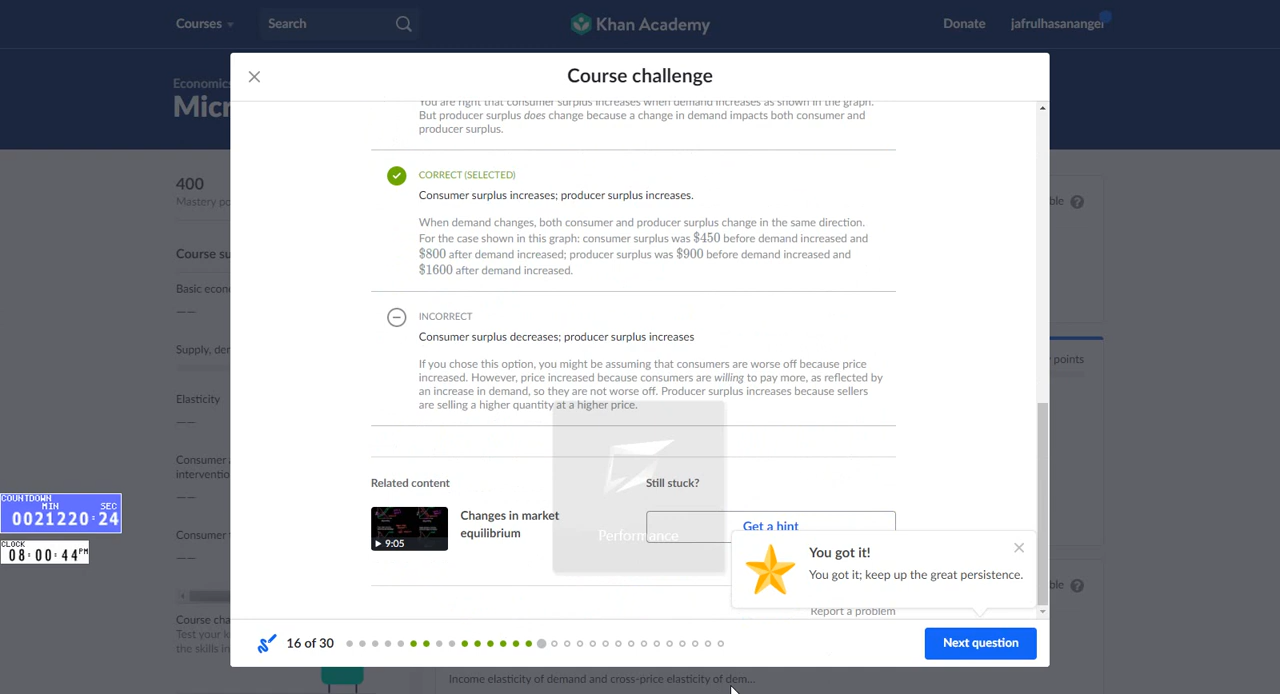 Courses
Search
Khan Academy
Donate
jafrulhasananger
Economics
Micr
Course challenge
400
Mastery po
Course su
Basic econ
Supply, der
Elasticity
Consumer
interventio
Consumer
Course cha
Test your k
the skills in
ble
points
ble
You are right that consumer surplus increases when demand increases as shown in the graph.
But producer surplus does change because a change in demand impacts both consumer and
producer surplus.
CORRECT (SELECTED)
Consumer surplus increases; producer surplus increases.
When demand changes, both consumer and producer surplus change in the same direction.
For the case shown in this graph: consumer surplus was $450 before demand increased and
$800 after demand increased; producer surplus was $900 before demand increased and
$1600 after demand increased.
INCORRECT
Consumer surplus decreases; producer surplus increases
If you chose this option, you might be assuming that consumers are worse off because price
increased. However, price increased because consumers are willing to pay more, as reflected by
an increase in demand, so they are not worse off. Producer surplus increases because sellers
are selling a higher quantity at a higher price.
Related content
Still stuck?
Changes in market
equilibrium
9:05
Performance
Get a hint
You got it!
You got it; keep up the great persistence.
Report a problem
16 of 30
Next question
Income elasticity of demand and cross-price elasticity of dem...
COUNTDOWN
MIN SEC
0021220:24
CLOCK
08:00:44PM